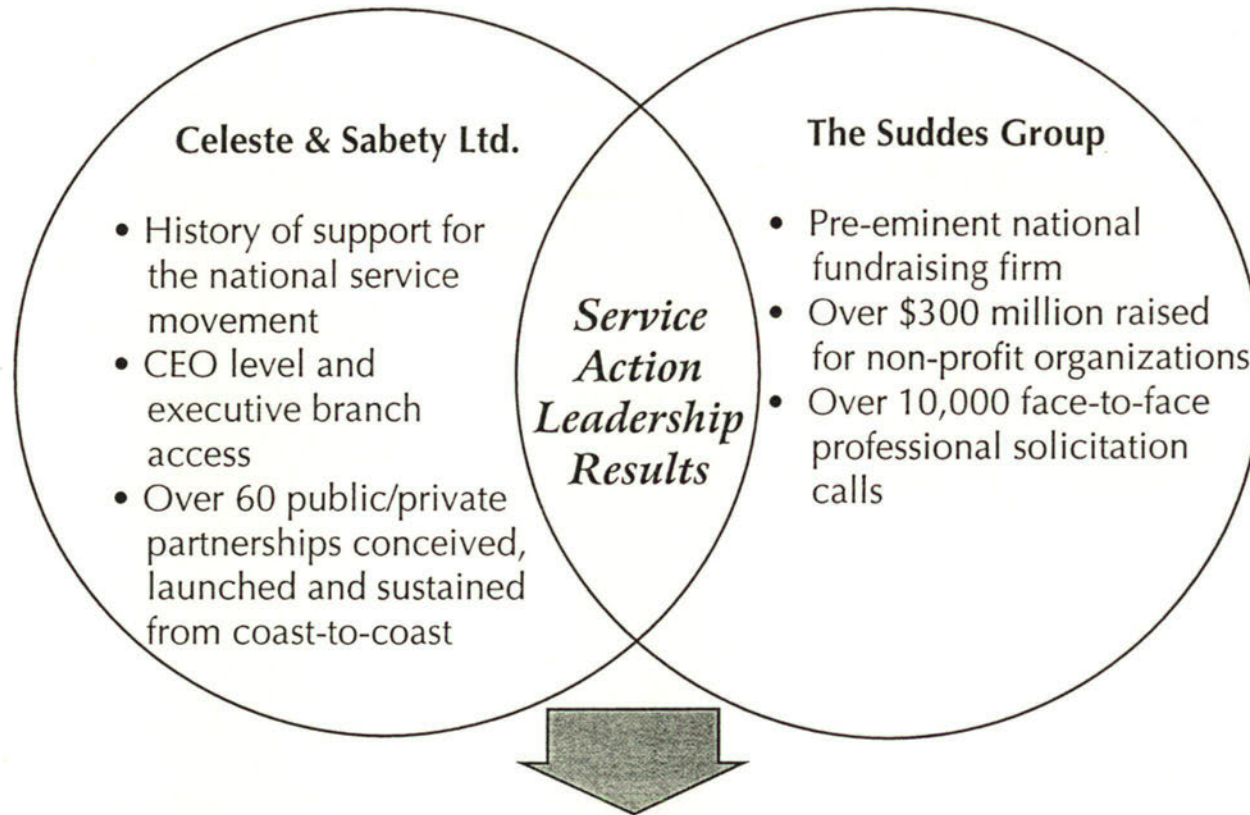 Celeste & Sabety Ltd.
• History of support for
the national service
movement
• CEO level and
executive branch
access
• Over 60 public/private
partnerships conceived,
launched and sustained
from coast-to-coast
Service
Action
Leadership
Results
The Suddes Group
• Pre-eminent national
fundraising firm
• Over $300 million raised
for non-profit organizations
• Over 10,000 face-to-face
professional solicitation
calls